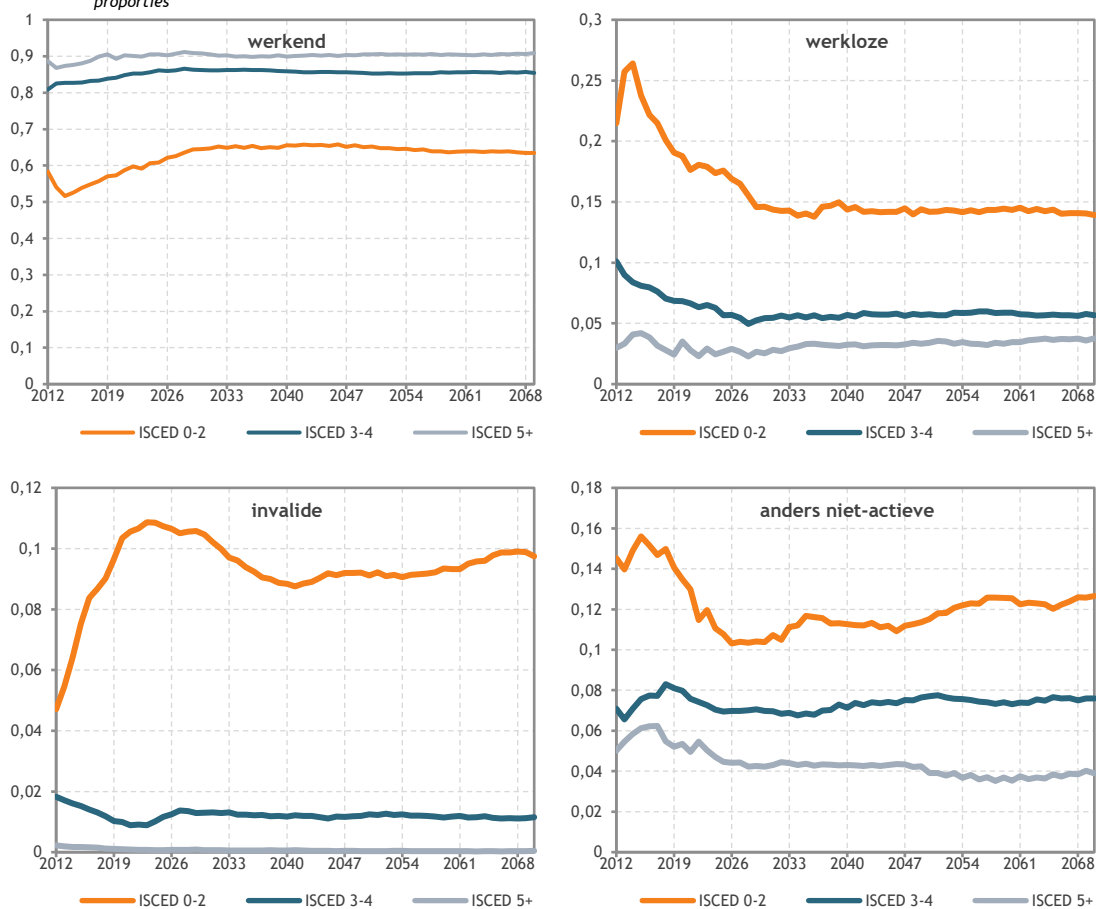 proporties
werkend
1
0,9
0,8
0,7
0,6
0,5
0,4
0,3
0,2
0,1
0
2012 2019 2026 2033 2040 2047 2054 2061 2068
ISCED 0-2 ISCED 3-4 ISCED 5+
werkloze
0,3
0,25
0,2
0,15
0,1
0,05
0
2012 2019 2026 2033 2040 2047 2054 2061 2068
ISCED 0-2 ISCED 3-4 ISCED 5+
invalide
0,12
0,1
0,08
0,06
0,04
0,02
0
2012 2019 2026 2033 2040 2047 2054 2061 2068
ISCED 0-2 ISCED 3-4 ISCED 5+
anders niet-actieve
0,18
0,16
0,14
0,12
0,1
0,08
0,06
0,04
0,02
0
2012 2019 2026 2033 2040 2047 2054 2061 2068
ISCED 0-2 ISCED 3-4 ISCED 5+